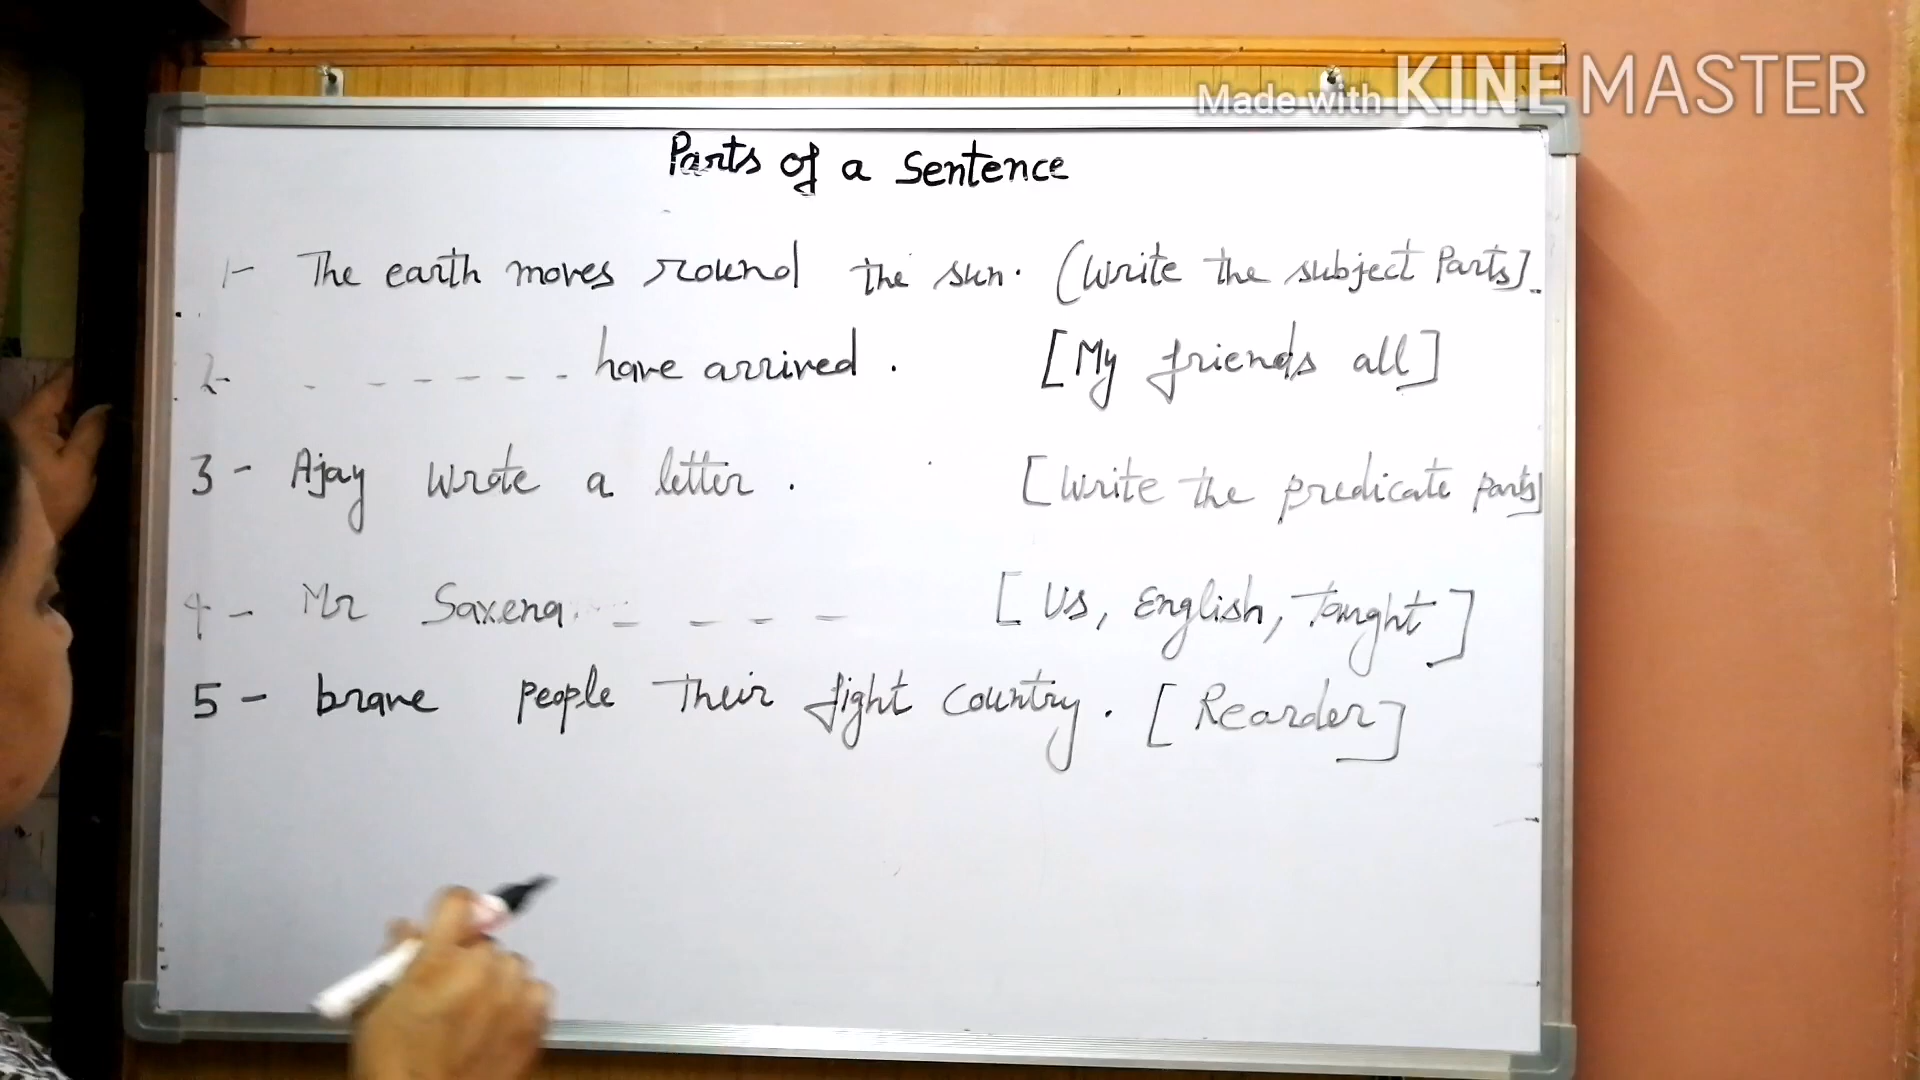 Made with KINEMASTER
Parts of a Sentence
1- The earth moves round the sun. (Write the subject Parts].
2- - - - - - - - have arrived. [My friends all]
3- Ajay wrote a letter. [Write the predicate parts]
4- Mr Saxena. - - - - [Us, English, Taught]
5- brave people Their fight country. [Rearder]